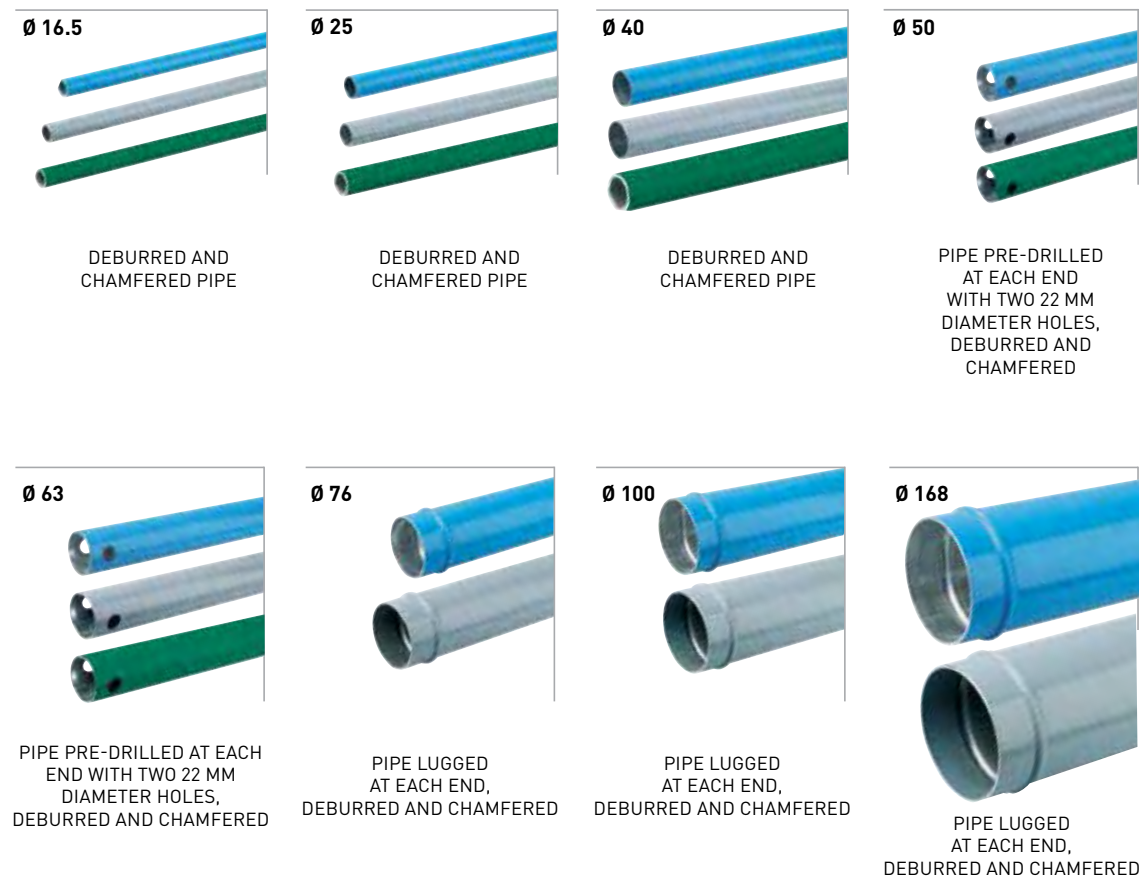 Ø 16.5
DEBURRED AND
CHAMFERED PIPE
Ø 25
DEBURRED AND
CHAMFERED PIPE
Ø 40
DEBURRED AND
CHAMFERED PIPE
Ø 50
PIPE PRE-DRILLED
AT EACH END
WITH TWO 22 MM
DIAMETER HOLES,
DEBURRED AND
CHAMFERED
Ø 63
PIPE PRE-DRILLED AT EACH
END WITH TWO 22 MM
DIAMETER HOLES,
DEBURRED AND CHAMFERED
Ø 76
PIPE LUGGED
AT EACH END,
DEBURRED AND CHAMFERED
Ø 100
PIPE LUGGED
AT EACH END,
DEBURRED AND CHAMFERED
Ø 168
PIPE LUGGED
AT EACH END,
DEBURRED AND CHAMFERED